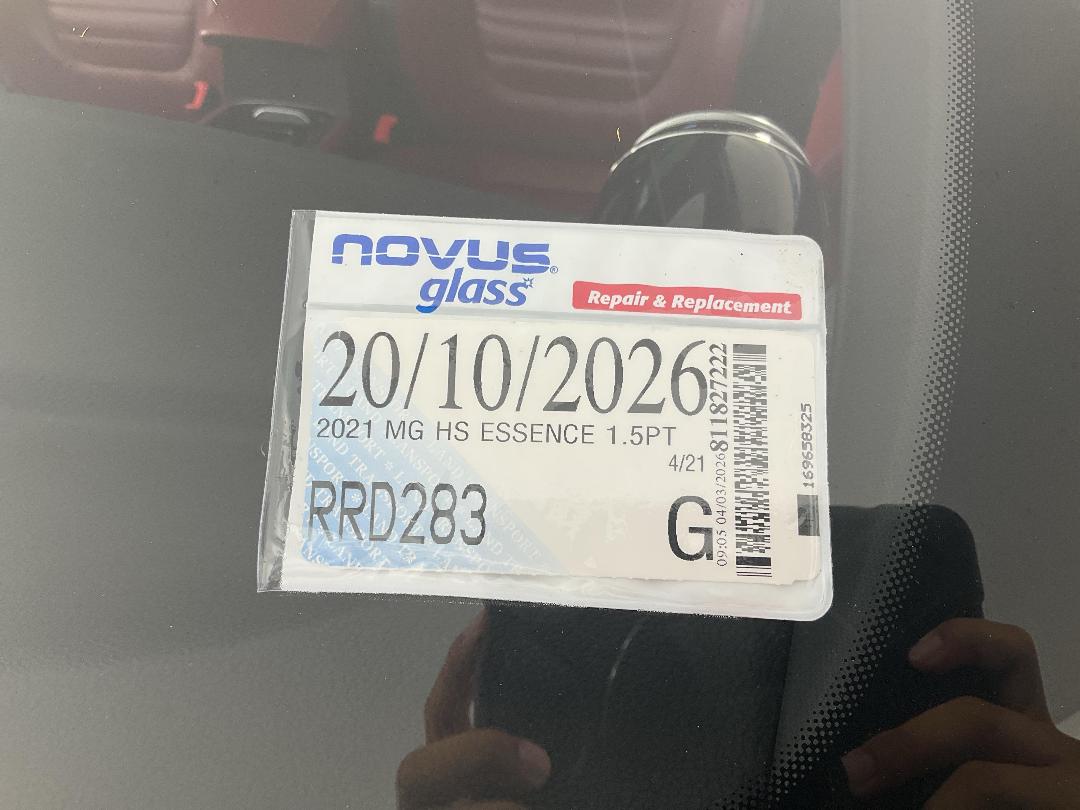 novus®
glass
Repair & Replacement
20/10/2026
2021 MG HS ESSENCE 1.5PT
4/21
RRD283
G
09:05 04/03/2026
811827222
169658325